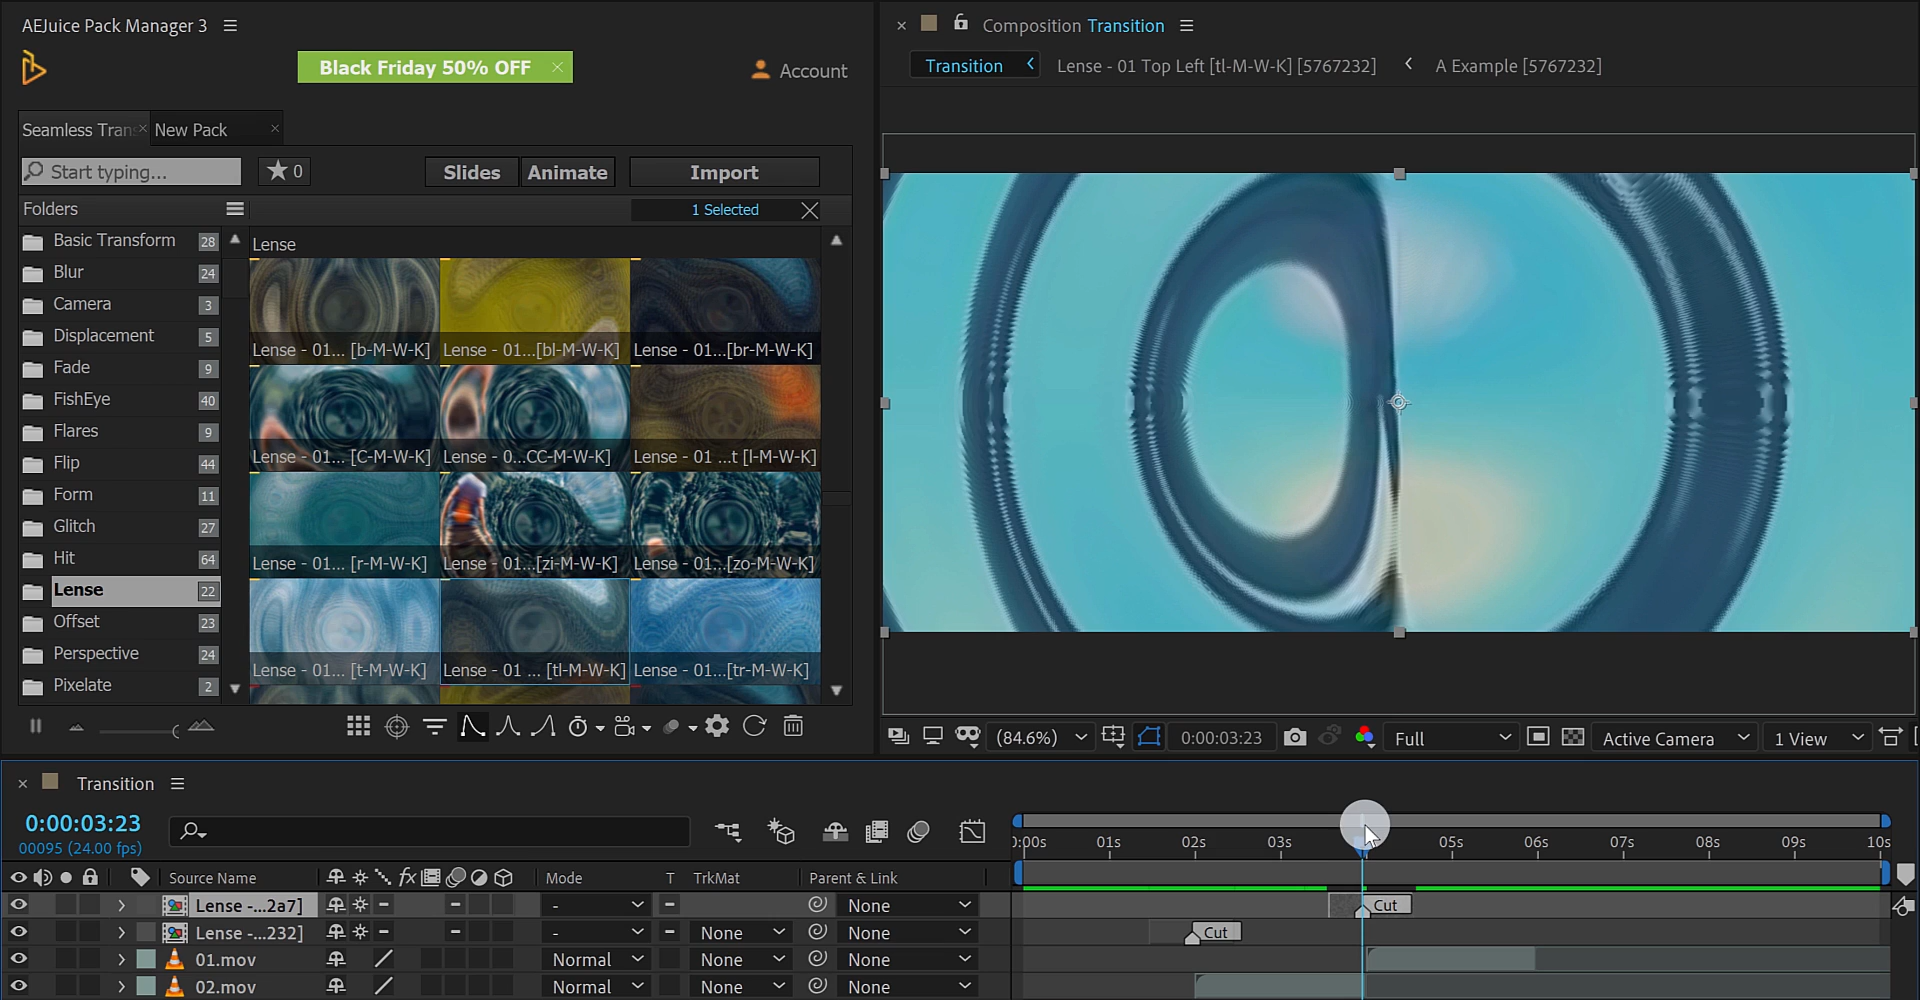 AEJuice Pack Manager 3
Black Friday 50% OFF
Account
Seamless Tran
New Pack
Start typing...
0
Slides
Animate
Import
Folders
1 Selected
Basic Transform 28
Blur 24
Camera 3
Displacement 5
Fade 9
FishEye 40
Flares 9
Flip 44
Form 11
Glitch 27
Hit 64
Lense 22
Offset 23
Perspective 24
Pixelate 2
Lense
Lense - 01... [b-M-W-K]
Lense - 01...[bl-M-W-K]
Lense - 01...[br-M-W-K]
Lense - 01... [C-M-W-K]
Lense - 0...CC-M-W-K]
Lense - 01 ...t [l-M-W-K]
Lense - 01... [r-M-W-K]
Lense - 01...[zi-M-W-K]
Lense - 01...[zo-M-W-K]
Lense - 01... [t-M-W-K]
Lense - 01 ... [tl-M-W-K]
Lense - 01...[tr-M-W-K]
Composition Transition
Transition
Lense - 01 Top Left [tl-M-W-K] [5767232]
A Example [5767232]
(84.6%)
0:00:03:23
Full
Active Camera
1 View
Transition
0:00:03:23
00095 (24.00 fps)
Source Name
fx
Mode
T
TrkMat
Parent & Link
):00s 01s 02s 03s 05s 06s 07s 08s 09s 10s
Lense -...2a7] - None Cut
Lense -...232] - None None Cut
01.mov Normal None None
02.mov Normal None None